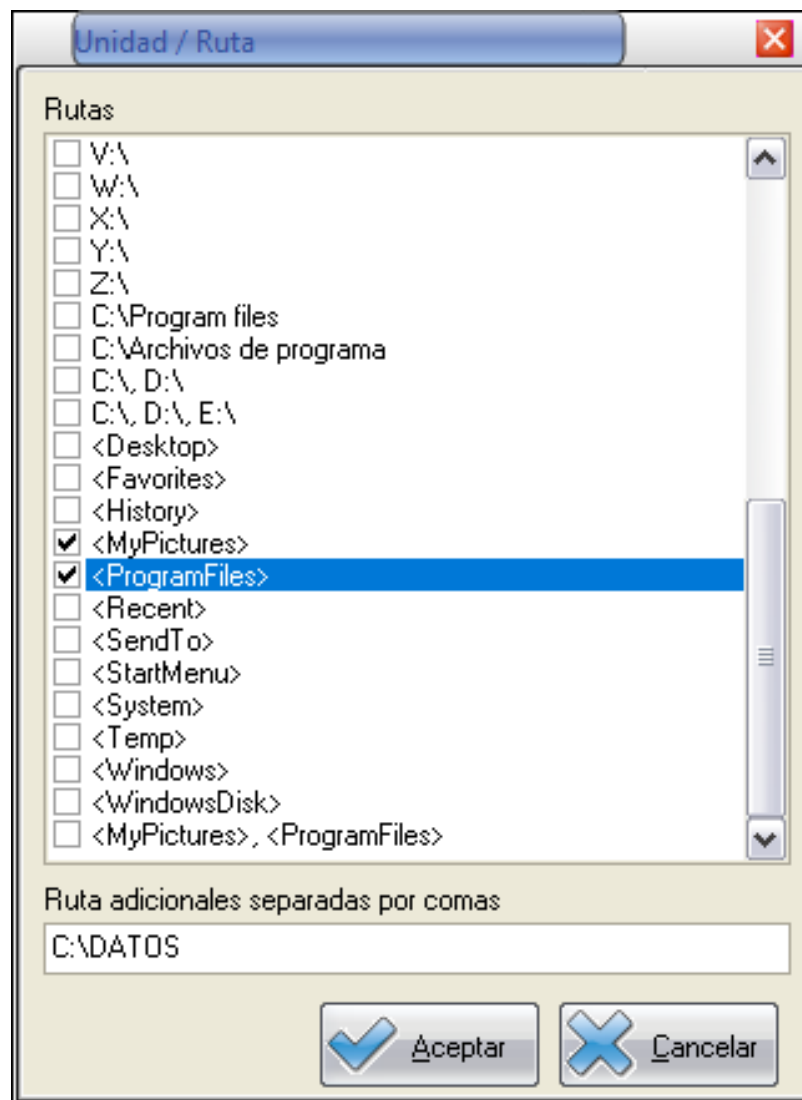 Unidad / Ruta
Rutas
V:\
W:\
X:\
Y:\
Z:\
C:\Program files
C:\Archivos de programa
C:\, D:\
C:\, D:\, E:\
<Desktop>
<Favorites>
<History>
<MyPictures>
<ProgramFiles>
<Recent>
<SendTo>
<StartMenu>
<System>
<Temp>
<Windows>
<WindowsDisk>
<MyPictures>, <ProgramFiles>
Ruta adicionales separadas por comas
C:\DATOS
Aceptar Cancelar